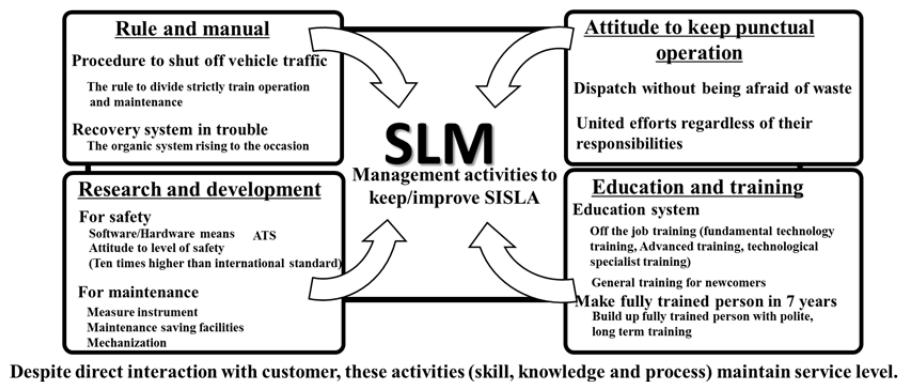 Rule and manual
Procedure to shut off vehicle traffic
The rule to divide strictly train operation
and maintenance
Recovery system in trouble
The organic system rising to the occasion
Attitude to keep punctual
operation
Dispatch without being afraid of waste
United efforts regardless of their
responsibilities
SLM
Management activities to
keep/improve SISLA
Research and development
For safety
Software/Hardware means ATS
Attitude to level of safety
(Ten times higher than international standard)
For maintenance
Measure instrument
Maintenance saving facilities
Mechanization
Education and training
Education system
Off the job training (fundamental technology
training, Advanced training, technological
specialist training)
General training for newcomers
Make fully trained person in 7 years
Build up fully trained person with polite,
long term training
Despite direct interaction with customer, these activities (skill, knowledge and process) maintain service level.